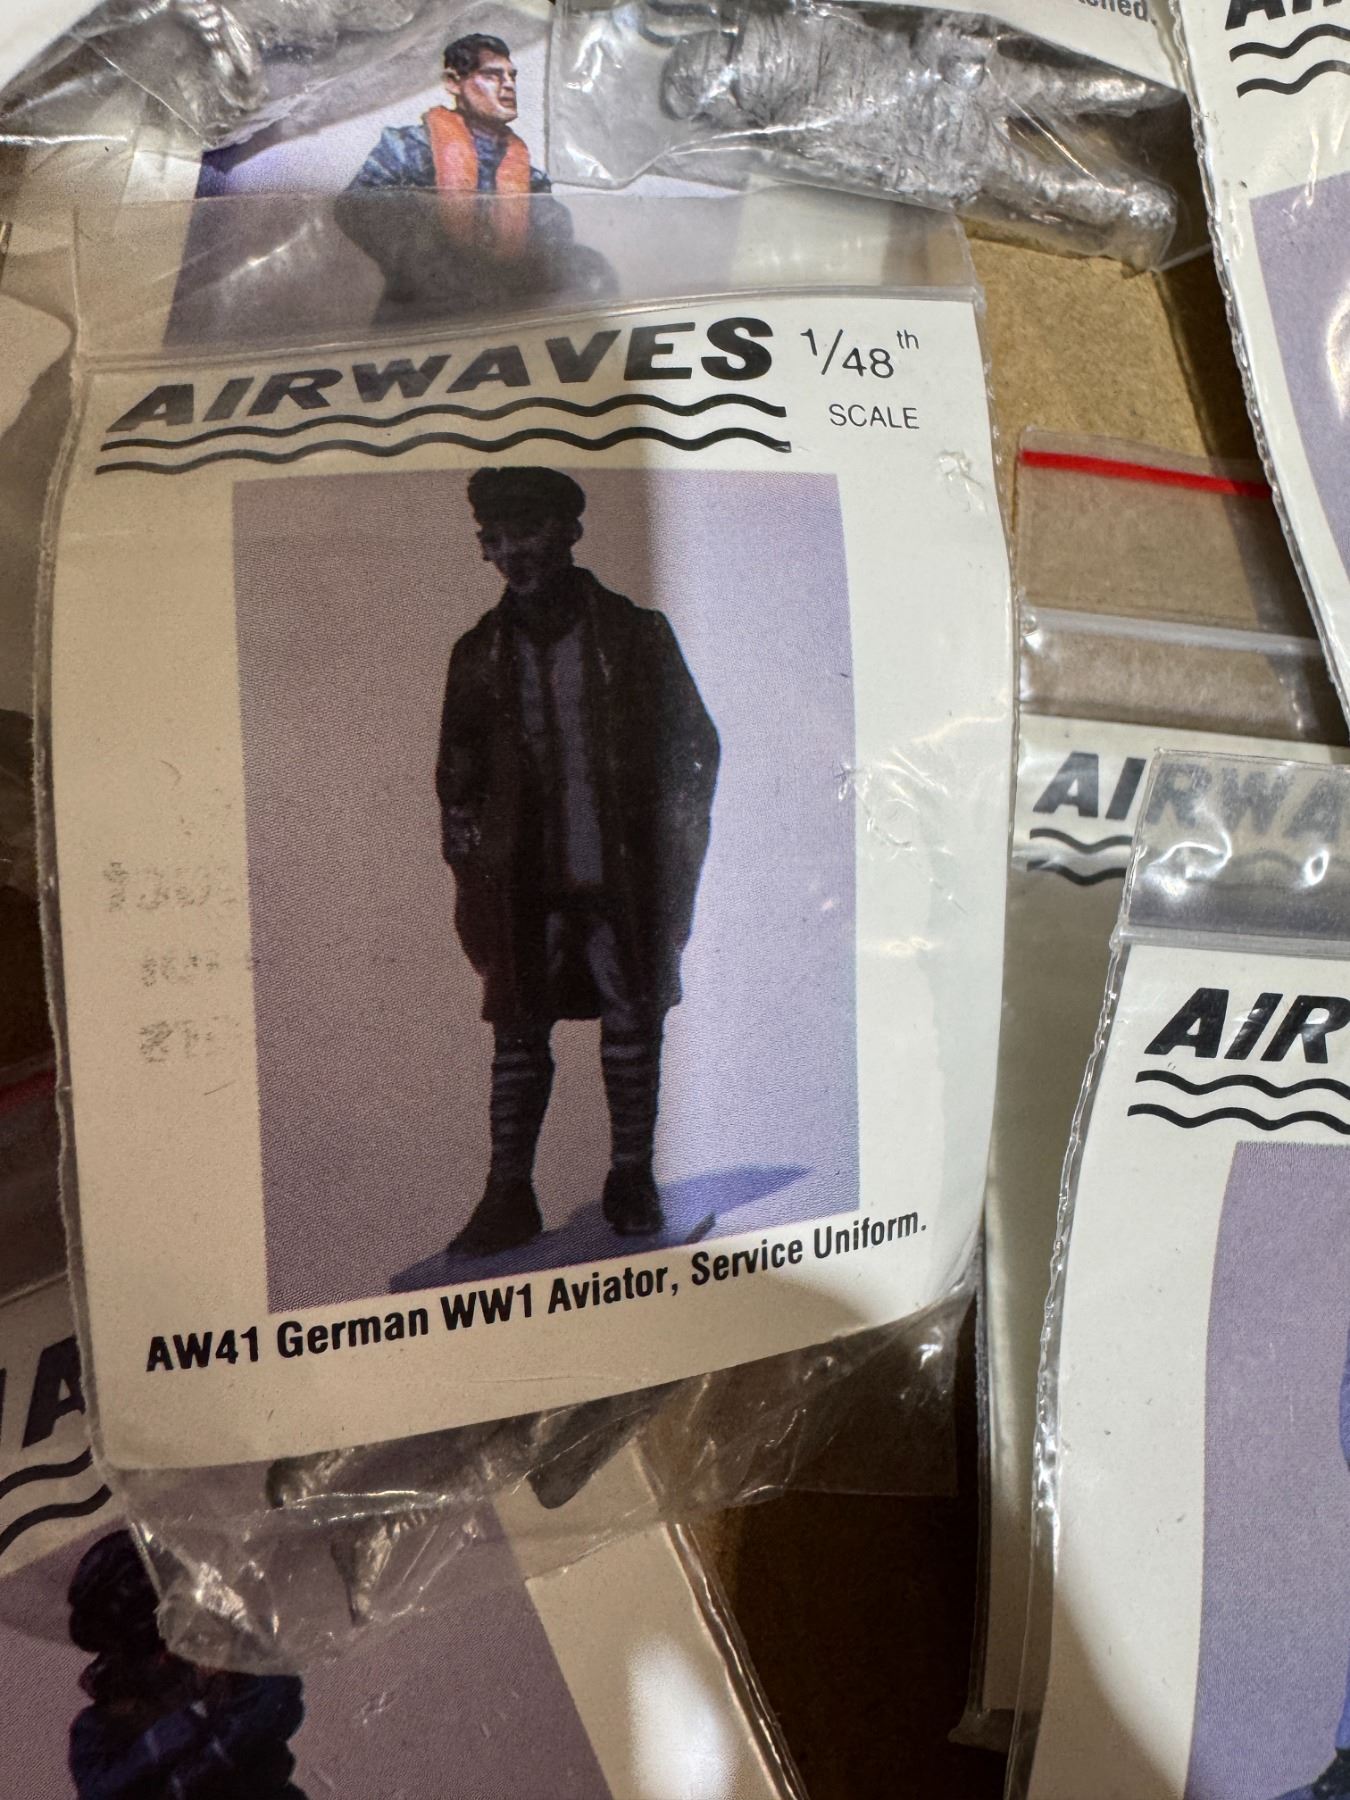 AIRWAVES 1/48th
SCALE
AW41 German WW1 Aviator, Service Uniform.
AIRWA
AIR